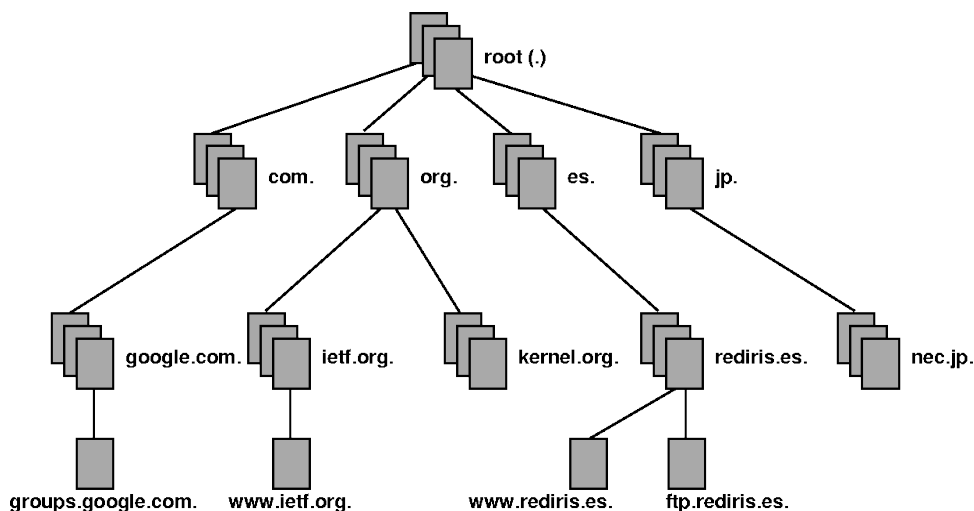 root (.)
com.
org.
es.
jp.
google.com.
ietf.org.
kernel.org.
rediris.es.
nec.jp.
groups.google.com.
www.ietf.org.
www.rediris.es.
ftp.rediris.es.